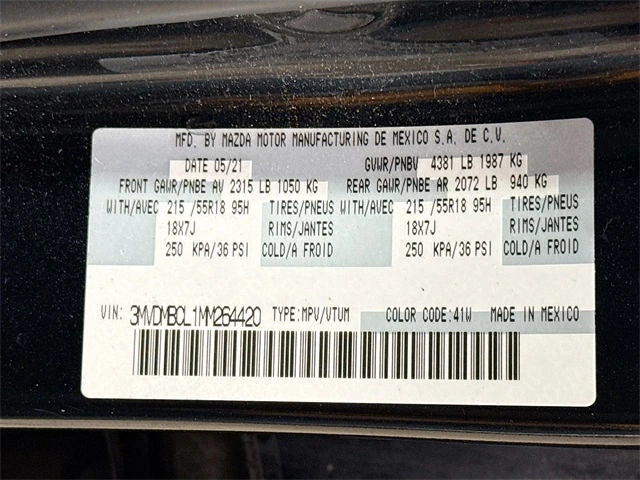 MFD. BY MAZDA MOTOR MANUFACTURING DE MEXICO S.A. DE C.V.
DATE 05/21 GVWR/PNBV 4381 LB 1987 KG
FRONT GAWR/PNBE AV 2315 LB 1050 KG REAR GAWR/PNBE AR 2072 LB 940 KG
WITH/AVEC 215 /55R18 95H TIRES/PNEUS WITH/AVEC 215 /55R18 95H TIRES/PNEUS
18X7J RIMS/JANTES 18X7J RIMS/JANTES
250 KPA/36 PSI COLD/A FROID 250 KPA/36 PSI COLD/A FROID
VIN: 3MVDMBCL1MM264420 TYPE:MPV/VTUM COLOR CODE:41W MADE IN MEXICO